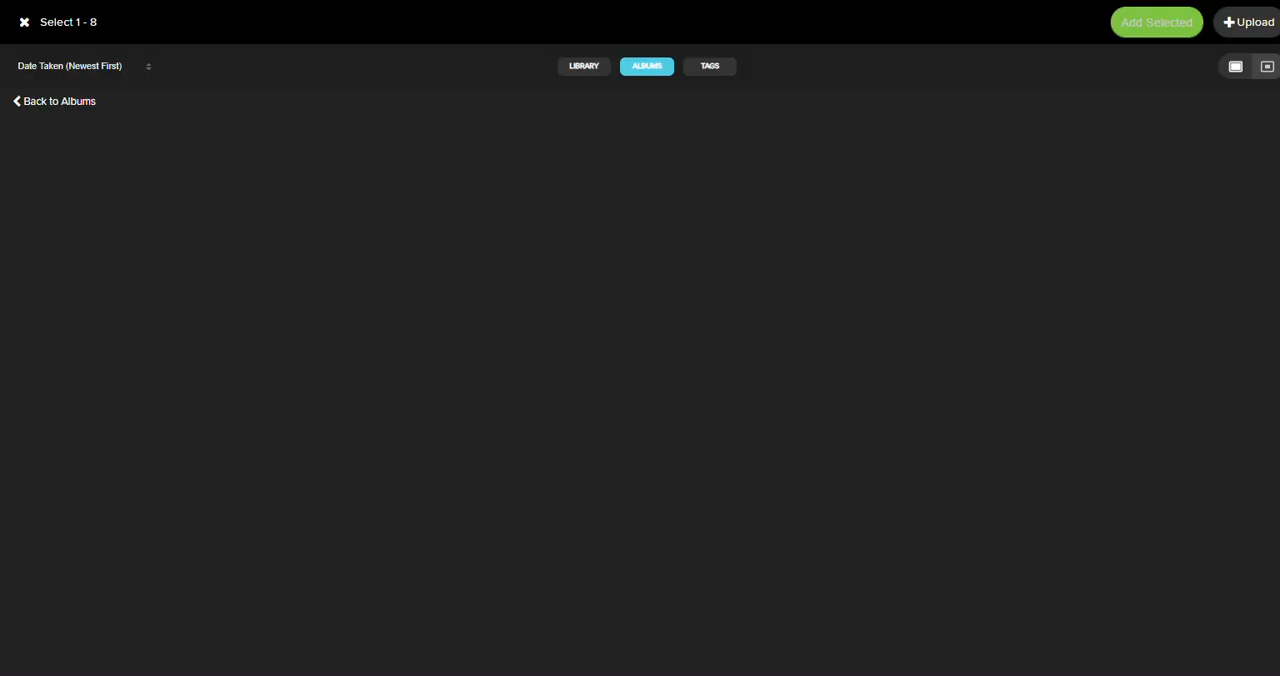 Select 1 - 8
Add Selected
Upload
Date Taken (Newest First)
LIBRARY
ALBUMS
TAGS
Back to Albums